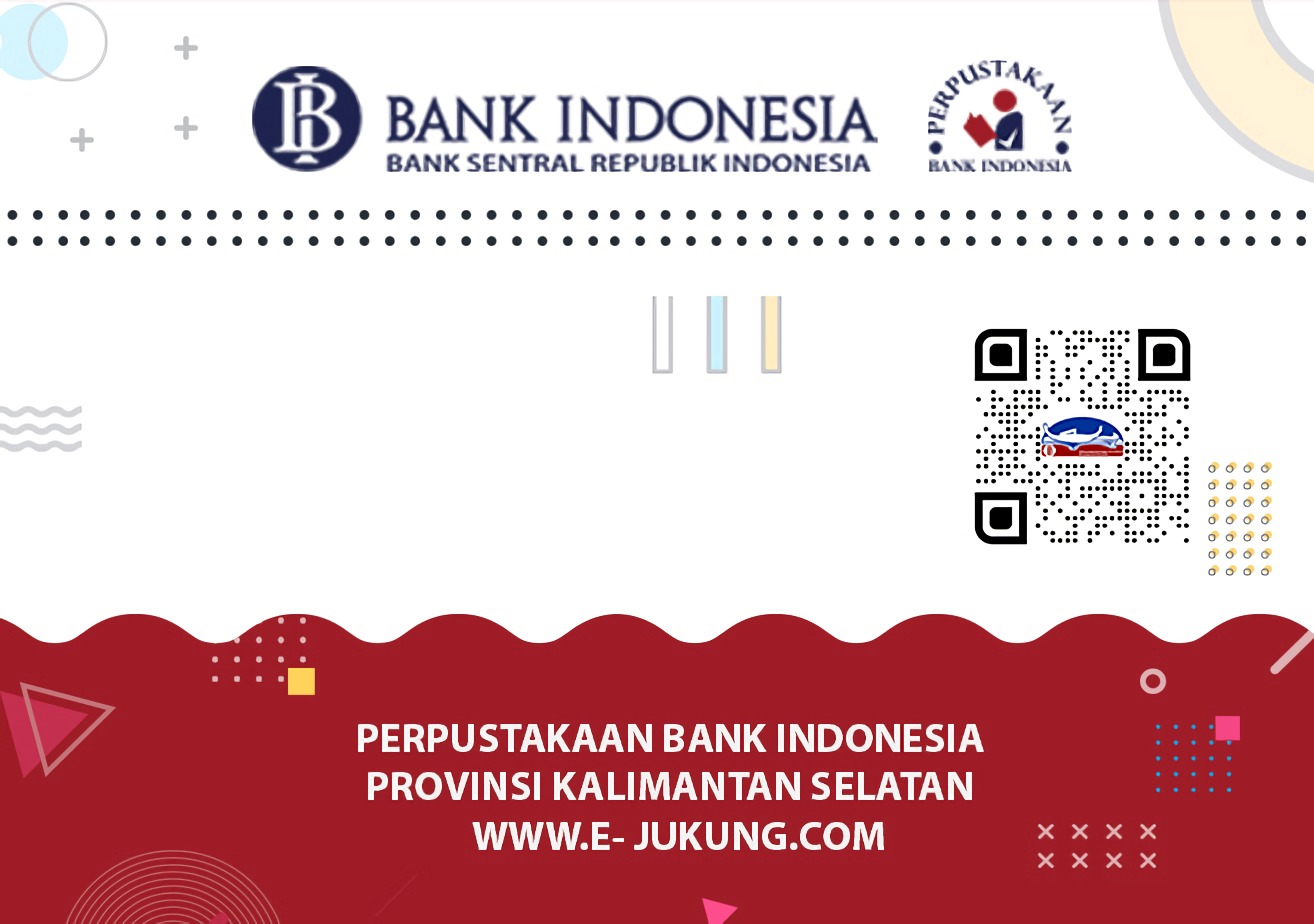 BANK INDONESIA
BANK SENTRAL REPUBLIK INDONESIA
PERPUSTAKAAN
BANK INDONESIA
PERPUSTAKAAN BANK INDONESIA
PROVINSI KALIMANTAN SELATAN
WWW.E- JUKUNG.COM